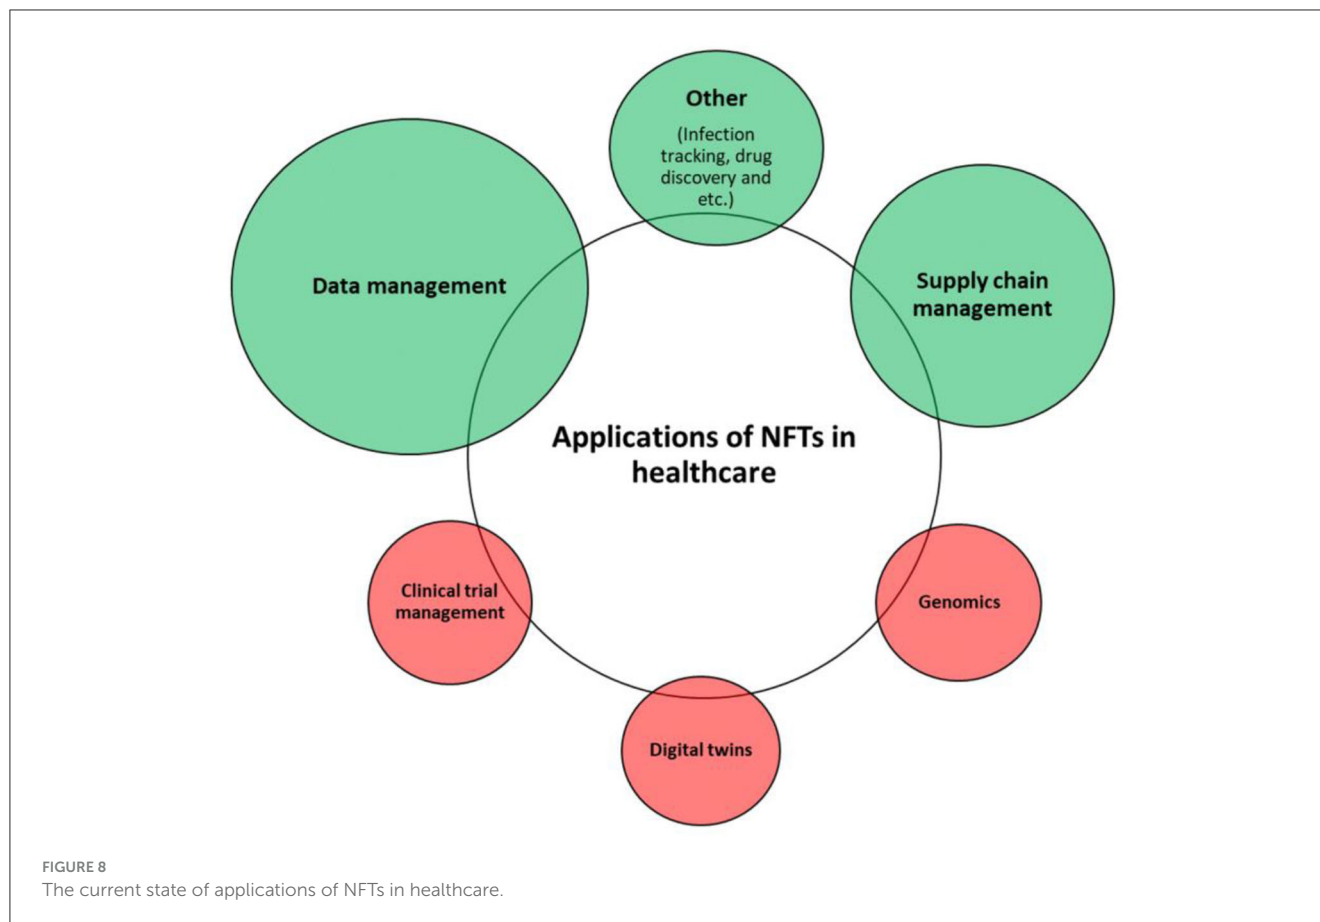 Other
(Infection
tracking, drug
discovery and
etc.)
Data management
Supply chain
management
Applications of NFTs in
healthcare
Clinical trial
management
Genomics
Digital twins
FIGURE 8
The current state of applications of NFTs in healthcare.